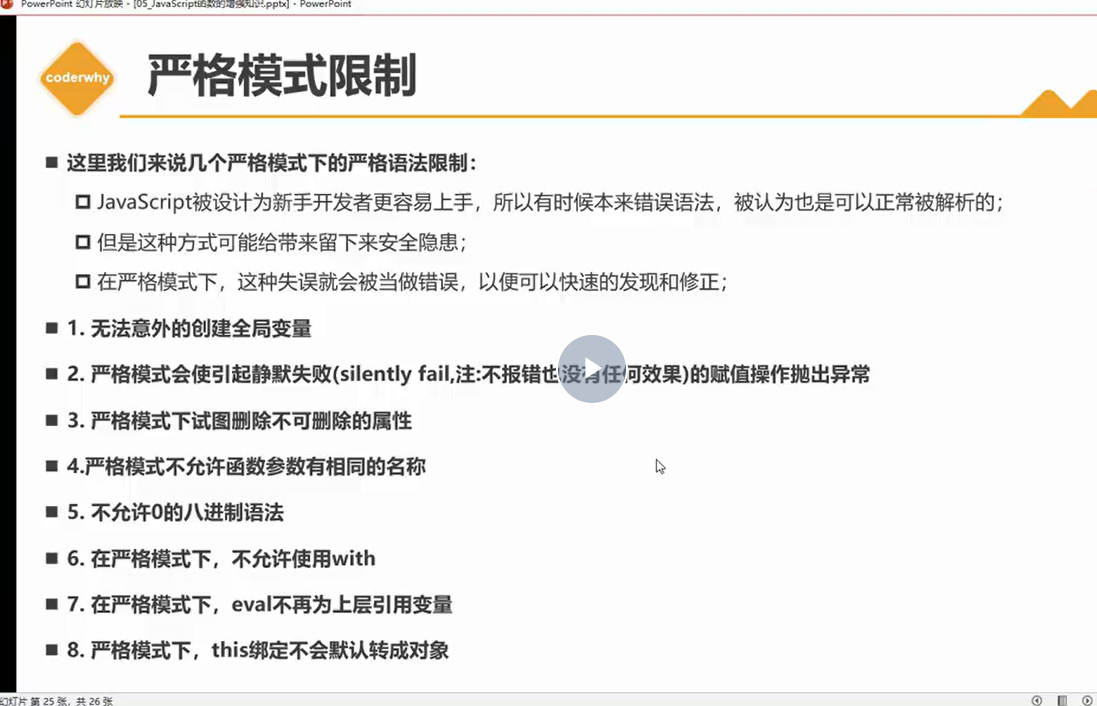 PowerPoint 幻灯片放映 - [05_JavaScript函数的增强知识.pptx] - PowerPoint
coderwhy
严格模式限制
这里我们来说几个严格模式下的严格语法限制：
JavaScript被设计为新手开发者更容易上手，所以有时候本来错误语法，被认为也是可以正常被解析的；
但是这种方式可能给带来留下来安全隐患；
在严格模式下，这种失误就会被当做错误，以便可以快速的发现和修正；
1. 无法意外的创建全局变量
2. 严格模式会使引起静默失败(silently fail,注:不报错也没有任何效果)的赋值操作抛出异常
3. 严格模式下试图删除不可删除的属性
4.严格模式不允许函数参数有相同的名称
5. 不允许0的八进制语法
6. 在严格模式下，不允许使用with
7. 在严格模式下，eval不再为上层引用变量
8. 严格模式下，this绑定不会默认转成对象
幻灯片 第 25 张，共 26 张